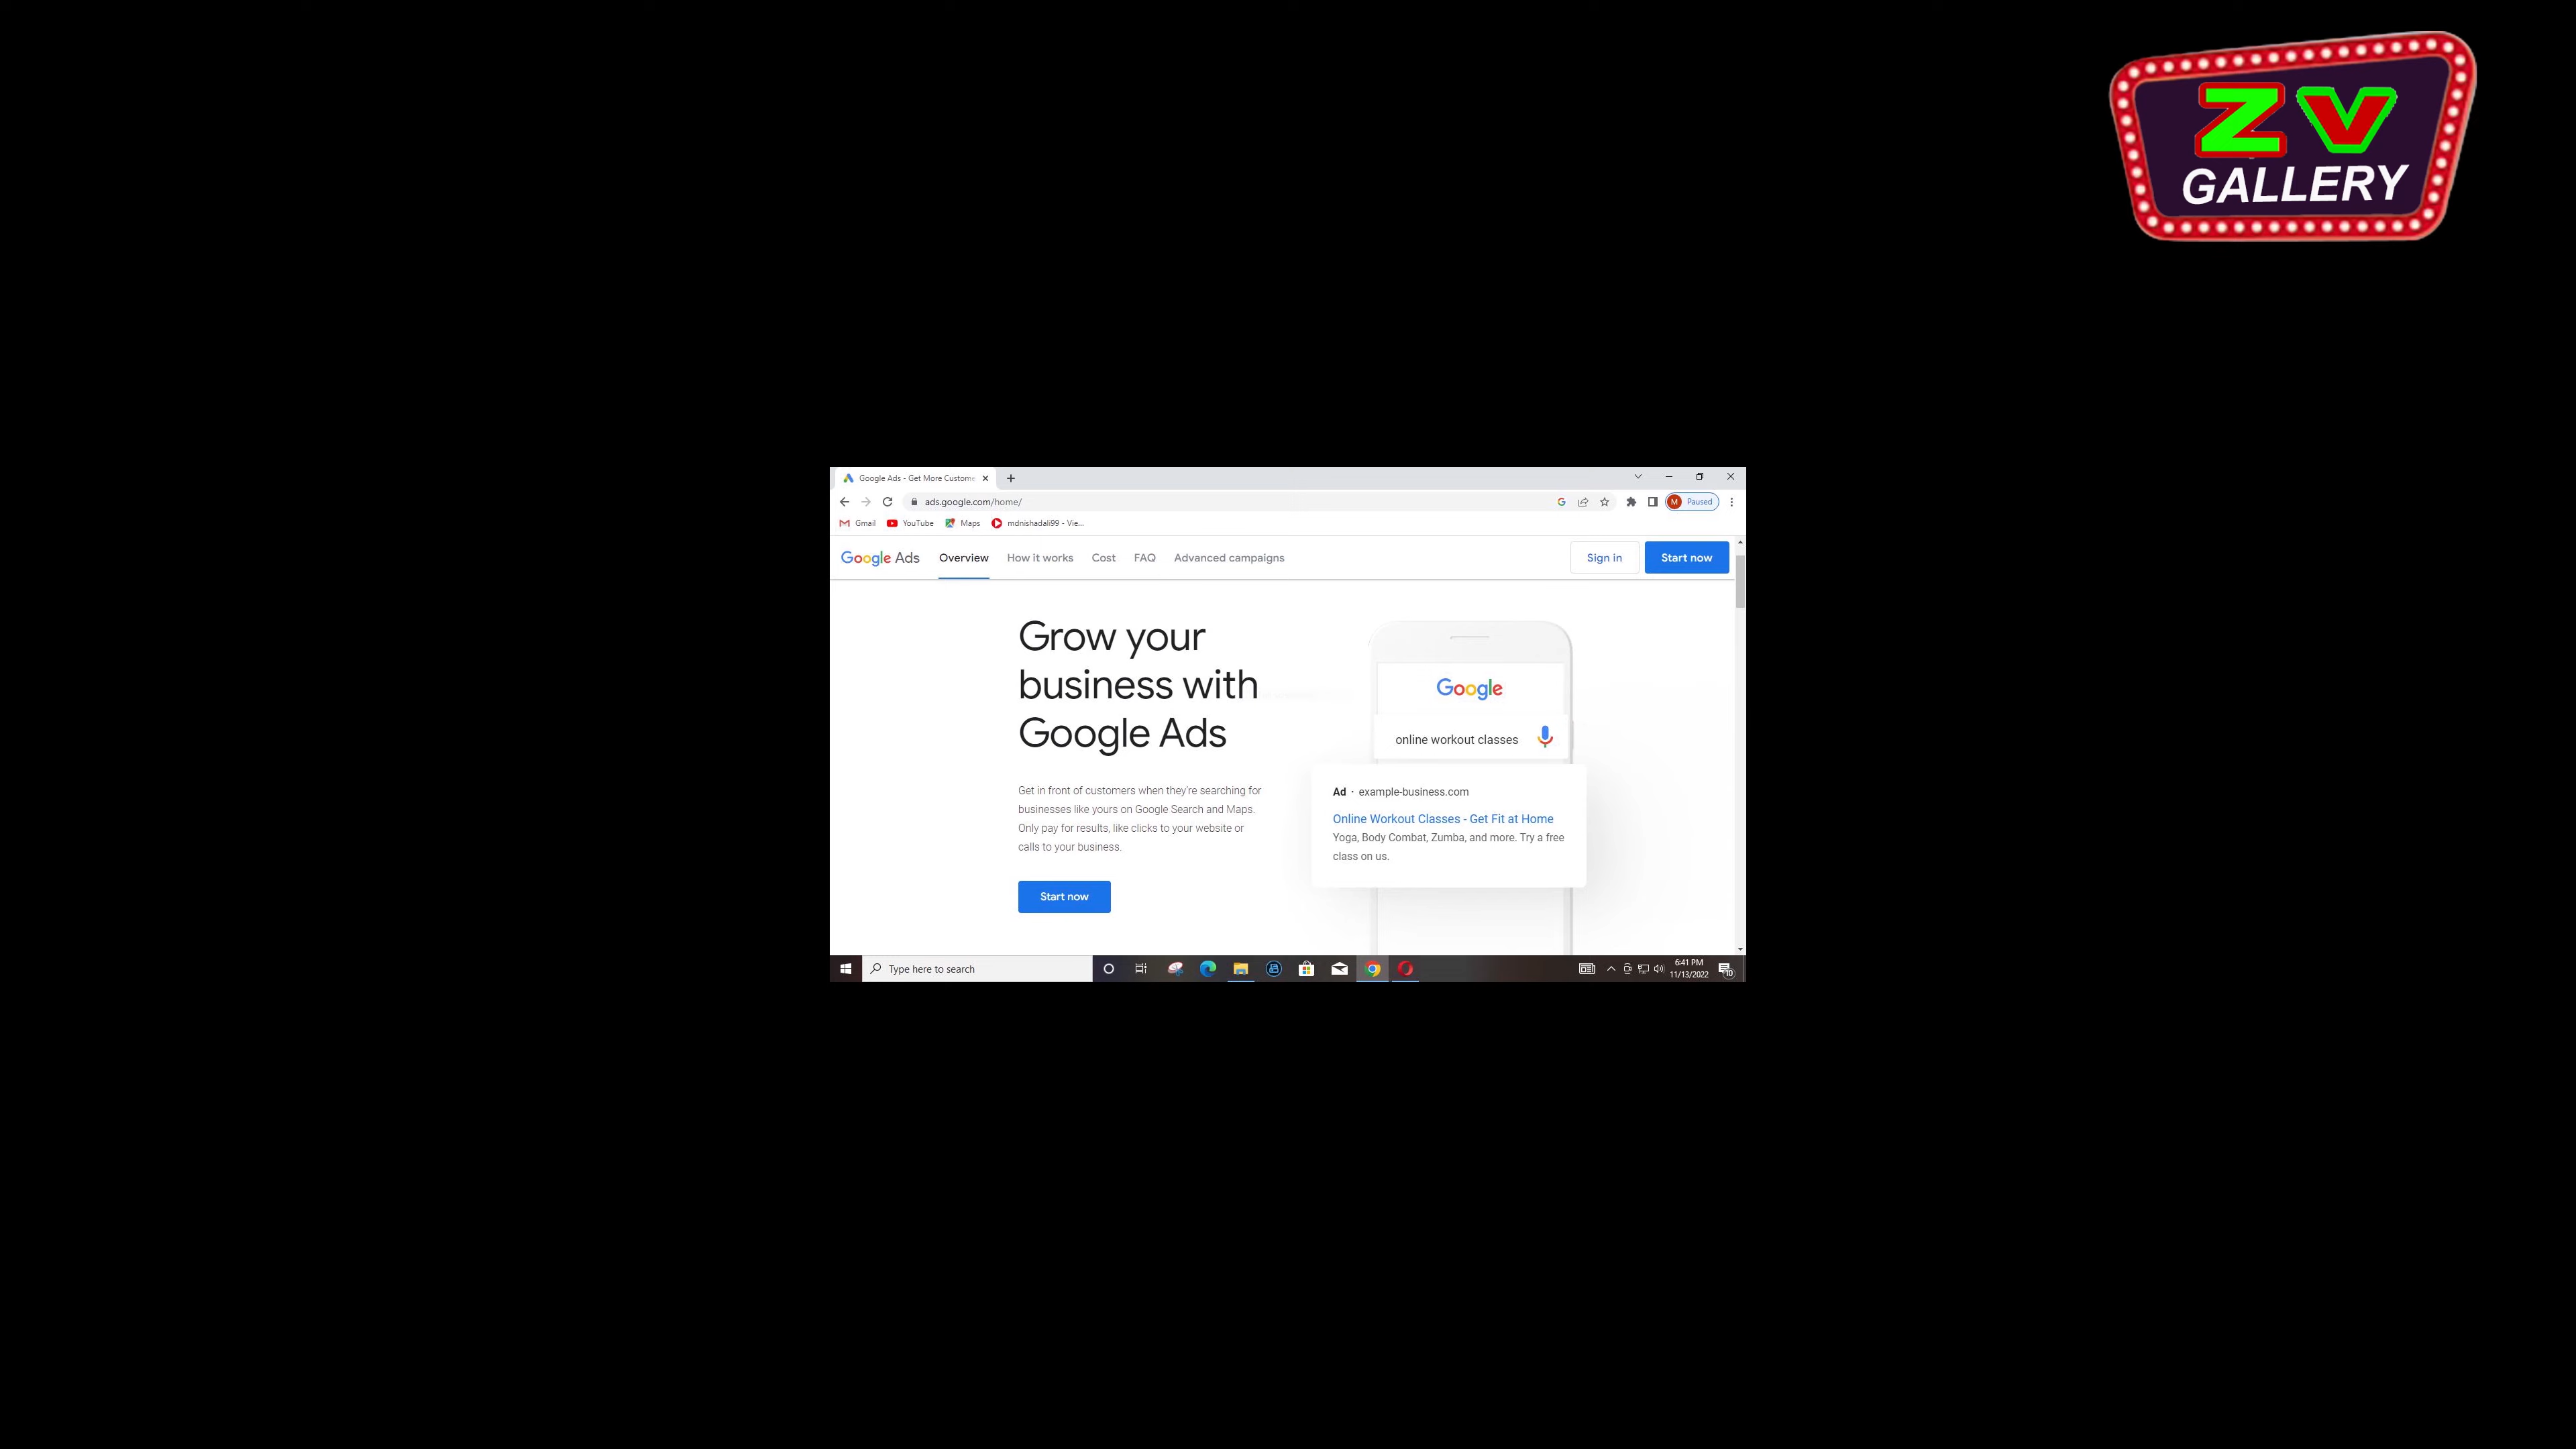 ZV
GALLERY
Google Ads - Get More Custome
ads.google.com/home/
Paused
M
Gmail
YouTube
Maps
mdnishadali99 - Vie...
Google Ads
Overview
How it works
Cost
FAQ
Advanced campaigns
Sign in
Start now
Grow your
business with
Google Ads
Get in front of customers when they're searching for
businesses like yours on Google Search and Maps.
Only pay for results, like clicks to your website or
calls to your business.
Start now
Google
online workout classes
Ad · example-business.com
Online Workout Classes - Get Fit at Home
Yoga, Body Combat, Zumba, and more. Try a free
class on us.
Type here to search
6:41 PM
11/13/2022
10